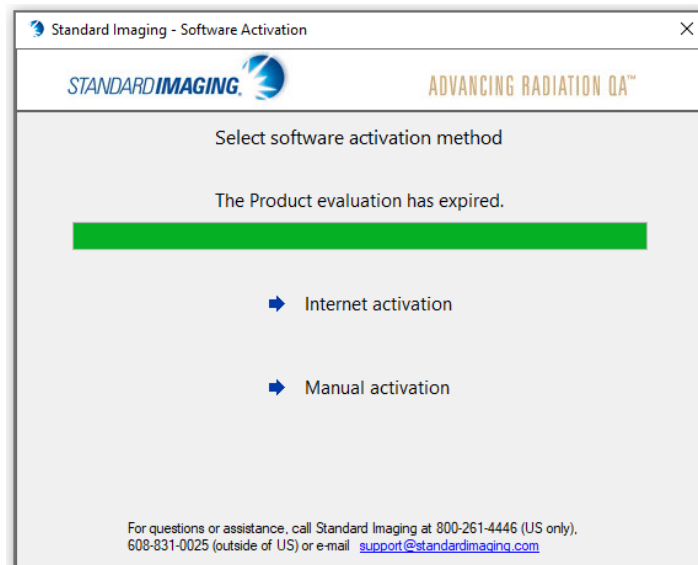 Standard Imaging - Software Activation
STANDARD IMAGING®
ADVANCING RADIATION QA™
Select software activation method
The Product evaluation has expired.
Internet activation
Manual activation
For questions or assistance, call Standard Imaging at 800-261-4446 (US only),
608-831-0025 (outside of US) or e-mail support@standardimaging.com